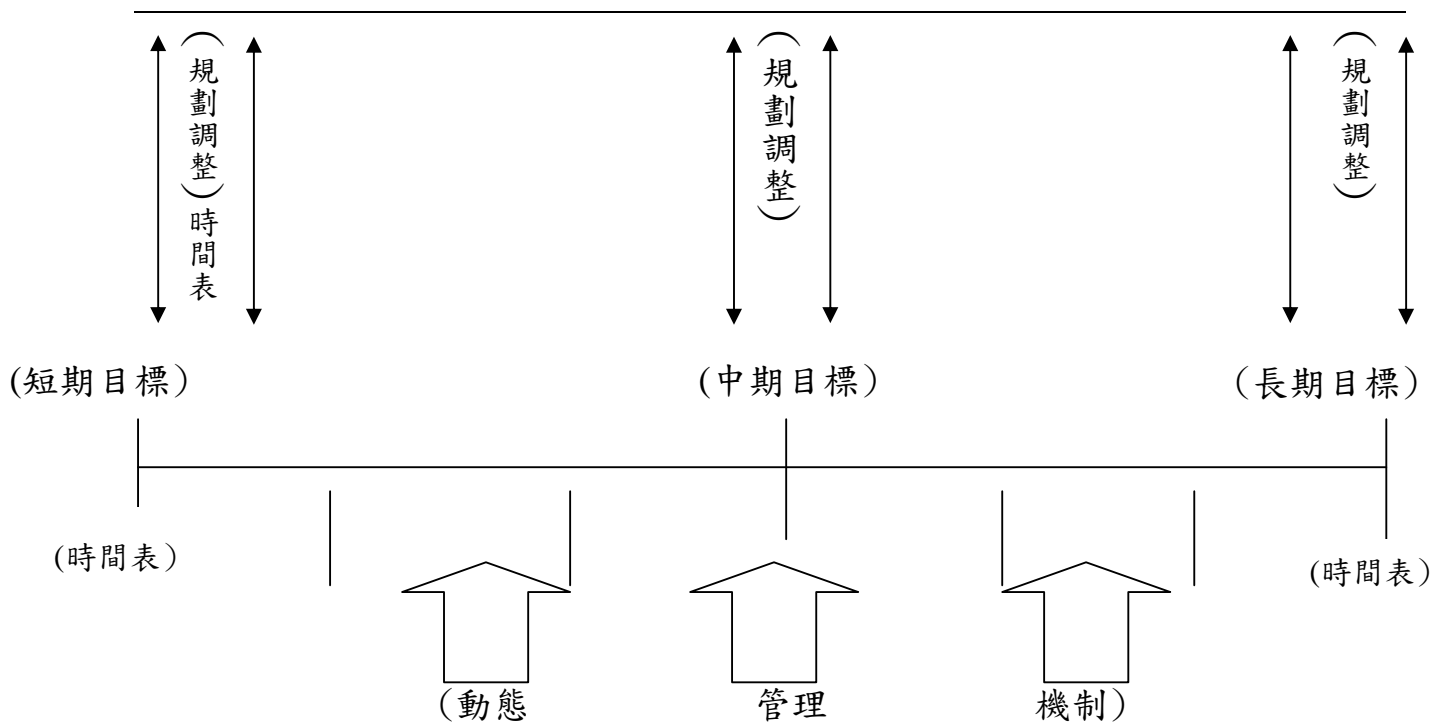 (規劃調整)時間表
(規劃調整)
(規劃調整)
(短期目標)
(中期目標)
(長期目標)
(時間表)
(時間表)
(動態 管理 機制)